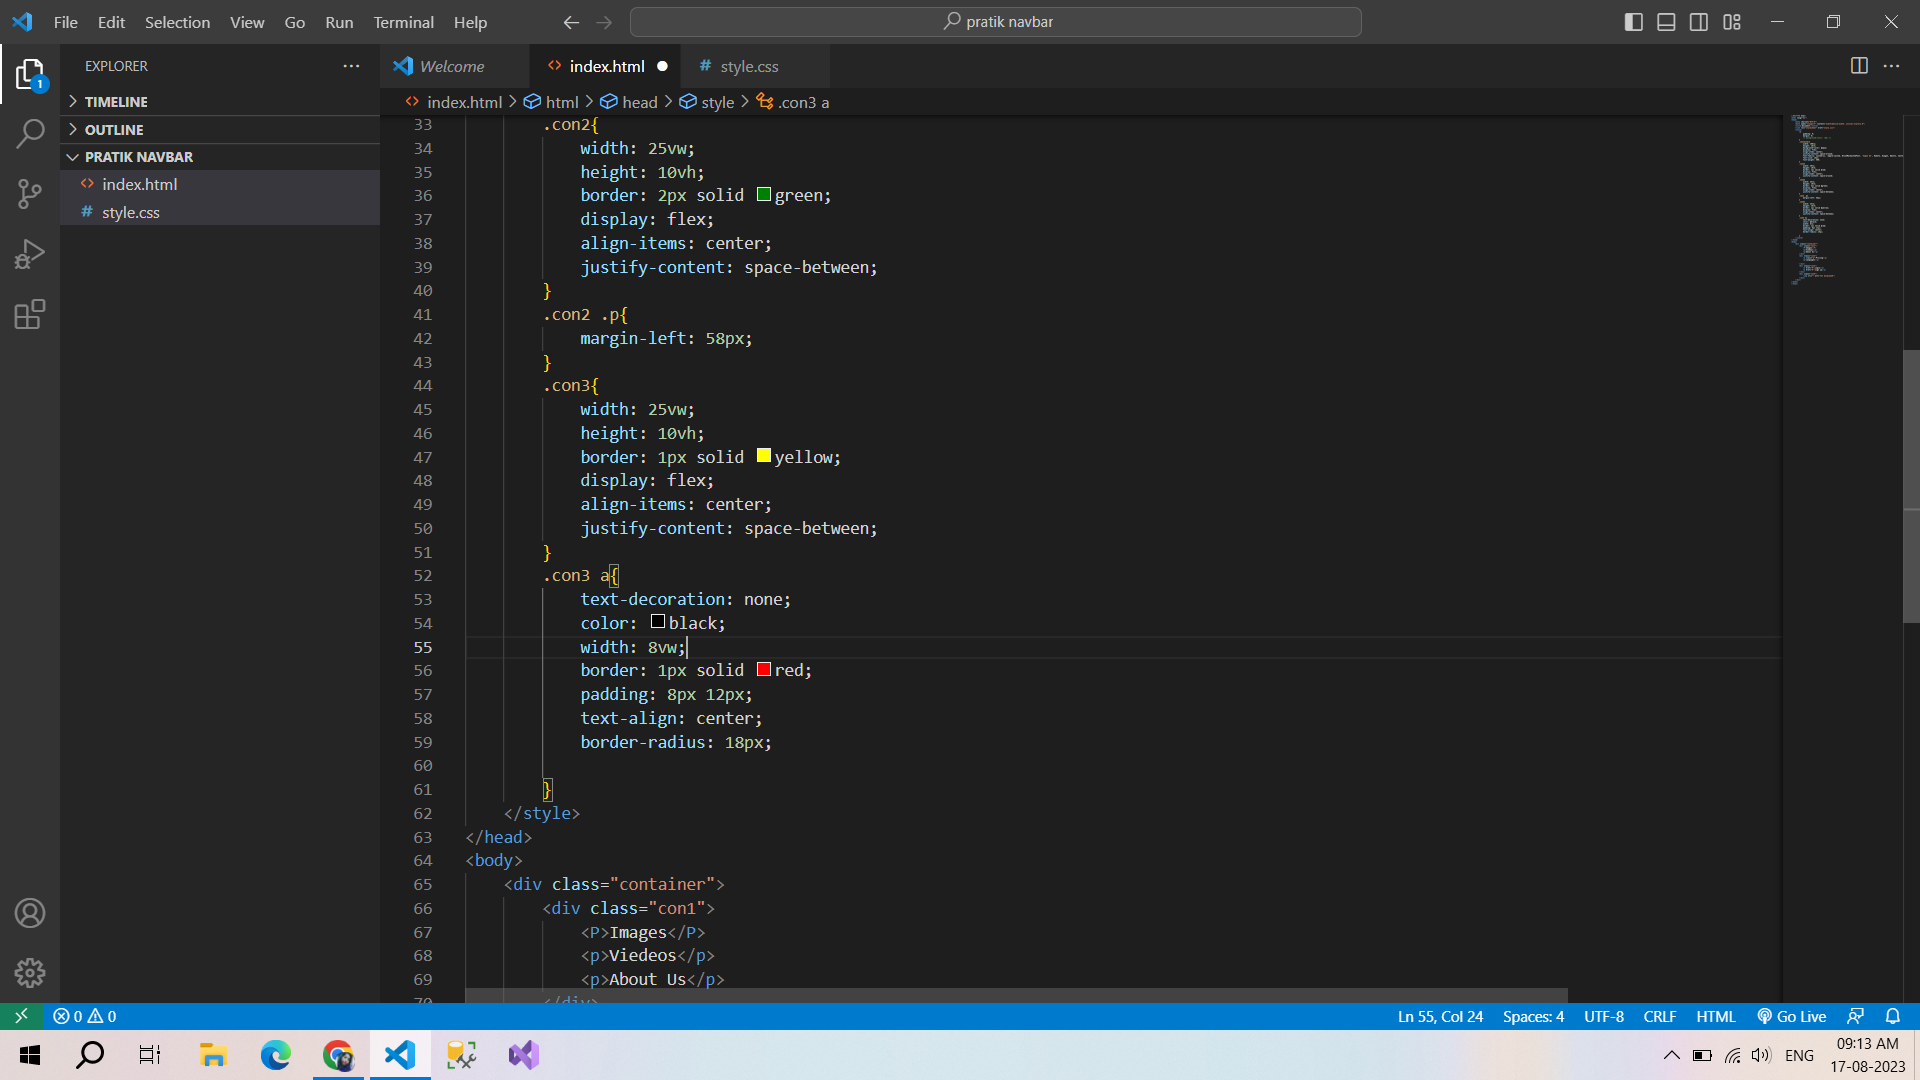 File Edit Selection View Go Run Terminal Help
pratik navbar
EXPLORER
TIMELINE
OUTLINE
PRATIK NAVBAR
index.html
style.css
1
Welcome
index.html
style.css
index.html > html > head > style > .con3 a
33 .con2{
34 width: 25vw;
35 height: 10vh;
36 border: 2px solid green;
37 display: flex;
38 align-items: center;
39 justify-content: space-between;
40 }
41 .con2 .p{
42 margin-left: 58px;
43 }
44 .con3{
45 width: 25vw;
46 height: 10vh;
47 border: 1px solid yellow;
48 display: flex;
49 align-items: center;
50 justify-content: space-between;
51 }
52 .con3 a{
53 text-decoration: none;
54 color: black;
55 width: 8vw;
56 border: 1px solid red;
57 padding: 8px 12px;
58 text-align: center;
59 border-radius: 18px;
60
61 }
62 </style>
63 </head>
64 <body>
65 <div class="container">
66 <div class="con1">
67 <P>Images</P>
68 <p>Viedeos</p>
69 <p>About Us</p>
70 </div>
0 0
Ln 55, Col 24 Spaces: 4 UTF-8 CRLF HTML Go Live
ENG
09:13 AM
17-08-2023